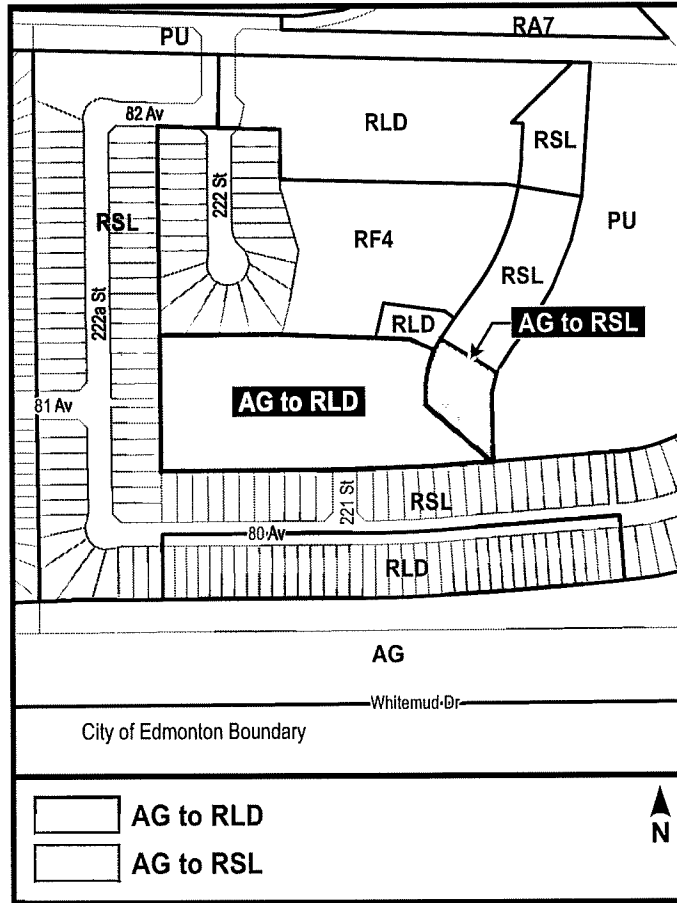 RA7
PU
82 Av
RLD
RSL
222 St
RSL
222a St
RF4
PU
RSL
RLD
AG to RSL
AG to RLD
81 Av
RSL
221 St
80 Av
RLD
AG
Whitemud Dr
City of Edmonton Boundary
AG to RLD
AG to RSL
N